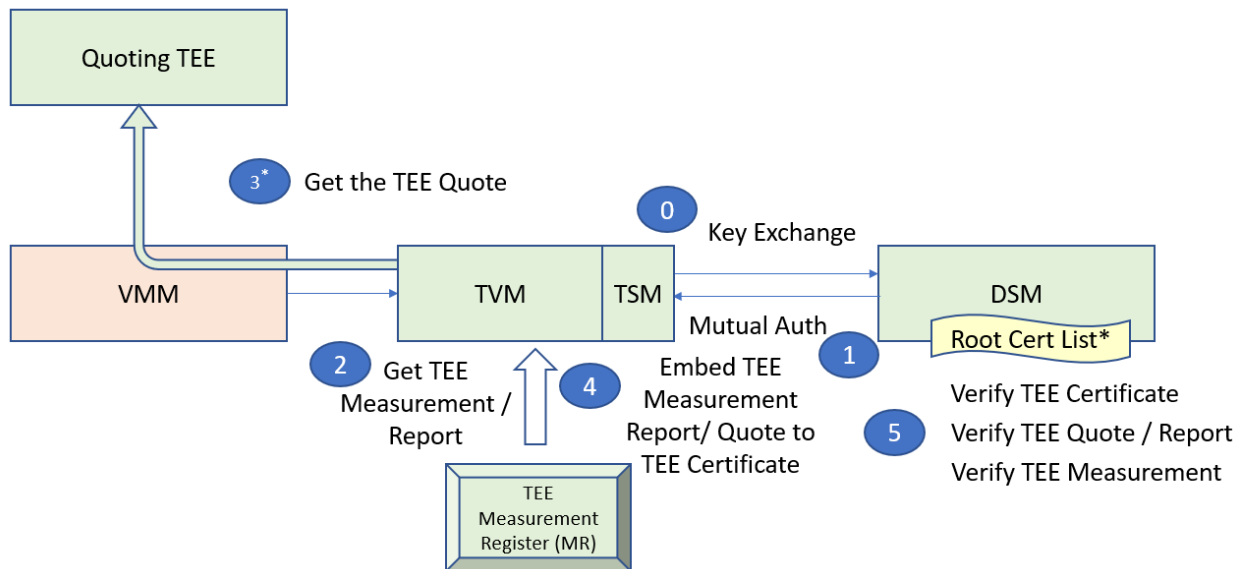 Quoting TEE
3*
Get the TEE Quote
0
Key Exchange
VMM
TVM
TSM
DSM
Root Cert List*
Mutual Auth
1
2
Get TEE
Measurement /
Report
4
Embed TEE
Measurement
Report/ Quote to
TEE Certificate
5
Verify TEE Certificate
Verify TEE Quote / Report
Verify TEE Measurement
TEE
Measurement
Register (MR)